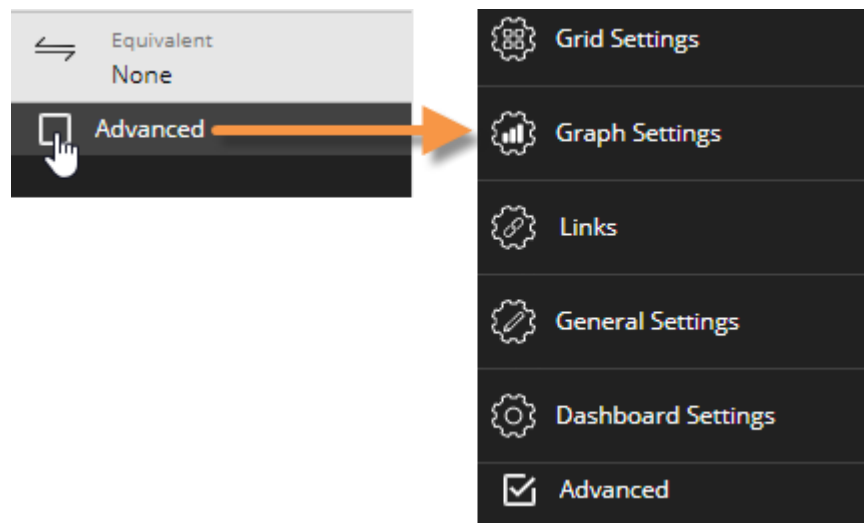 Equivalent
None
Advanced
Grid Settings
Graph Settings
Links
General Settings
Dashboard Settings
Advanced